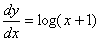 dy/dx = log(x+1)